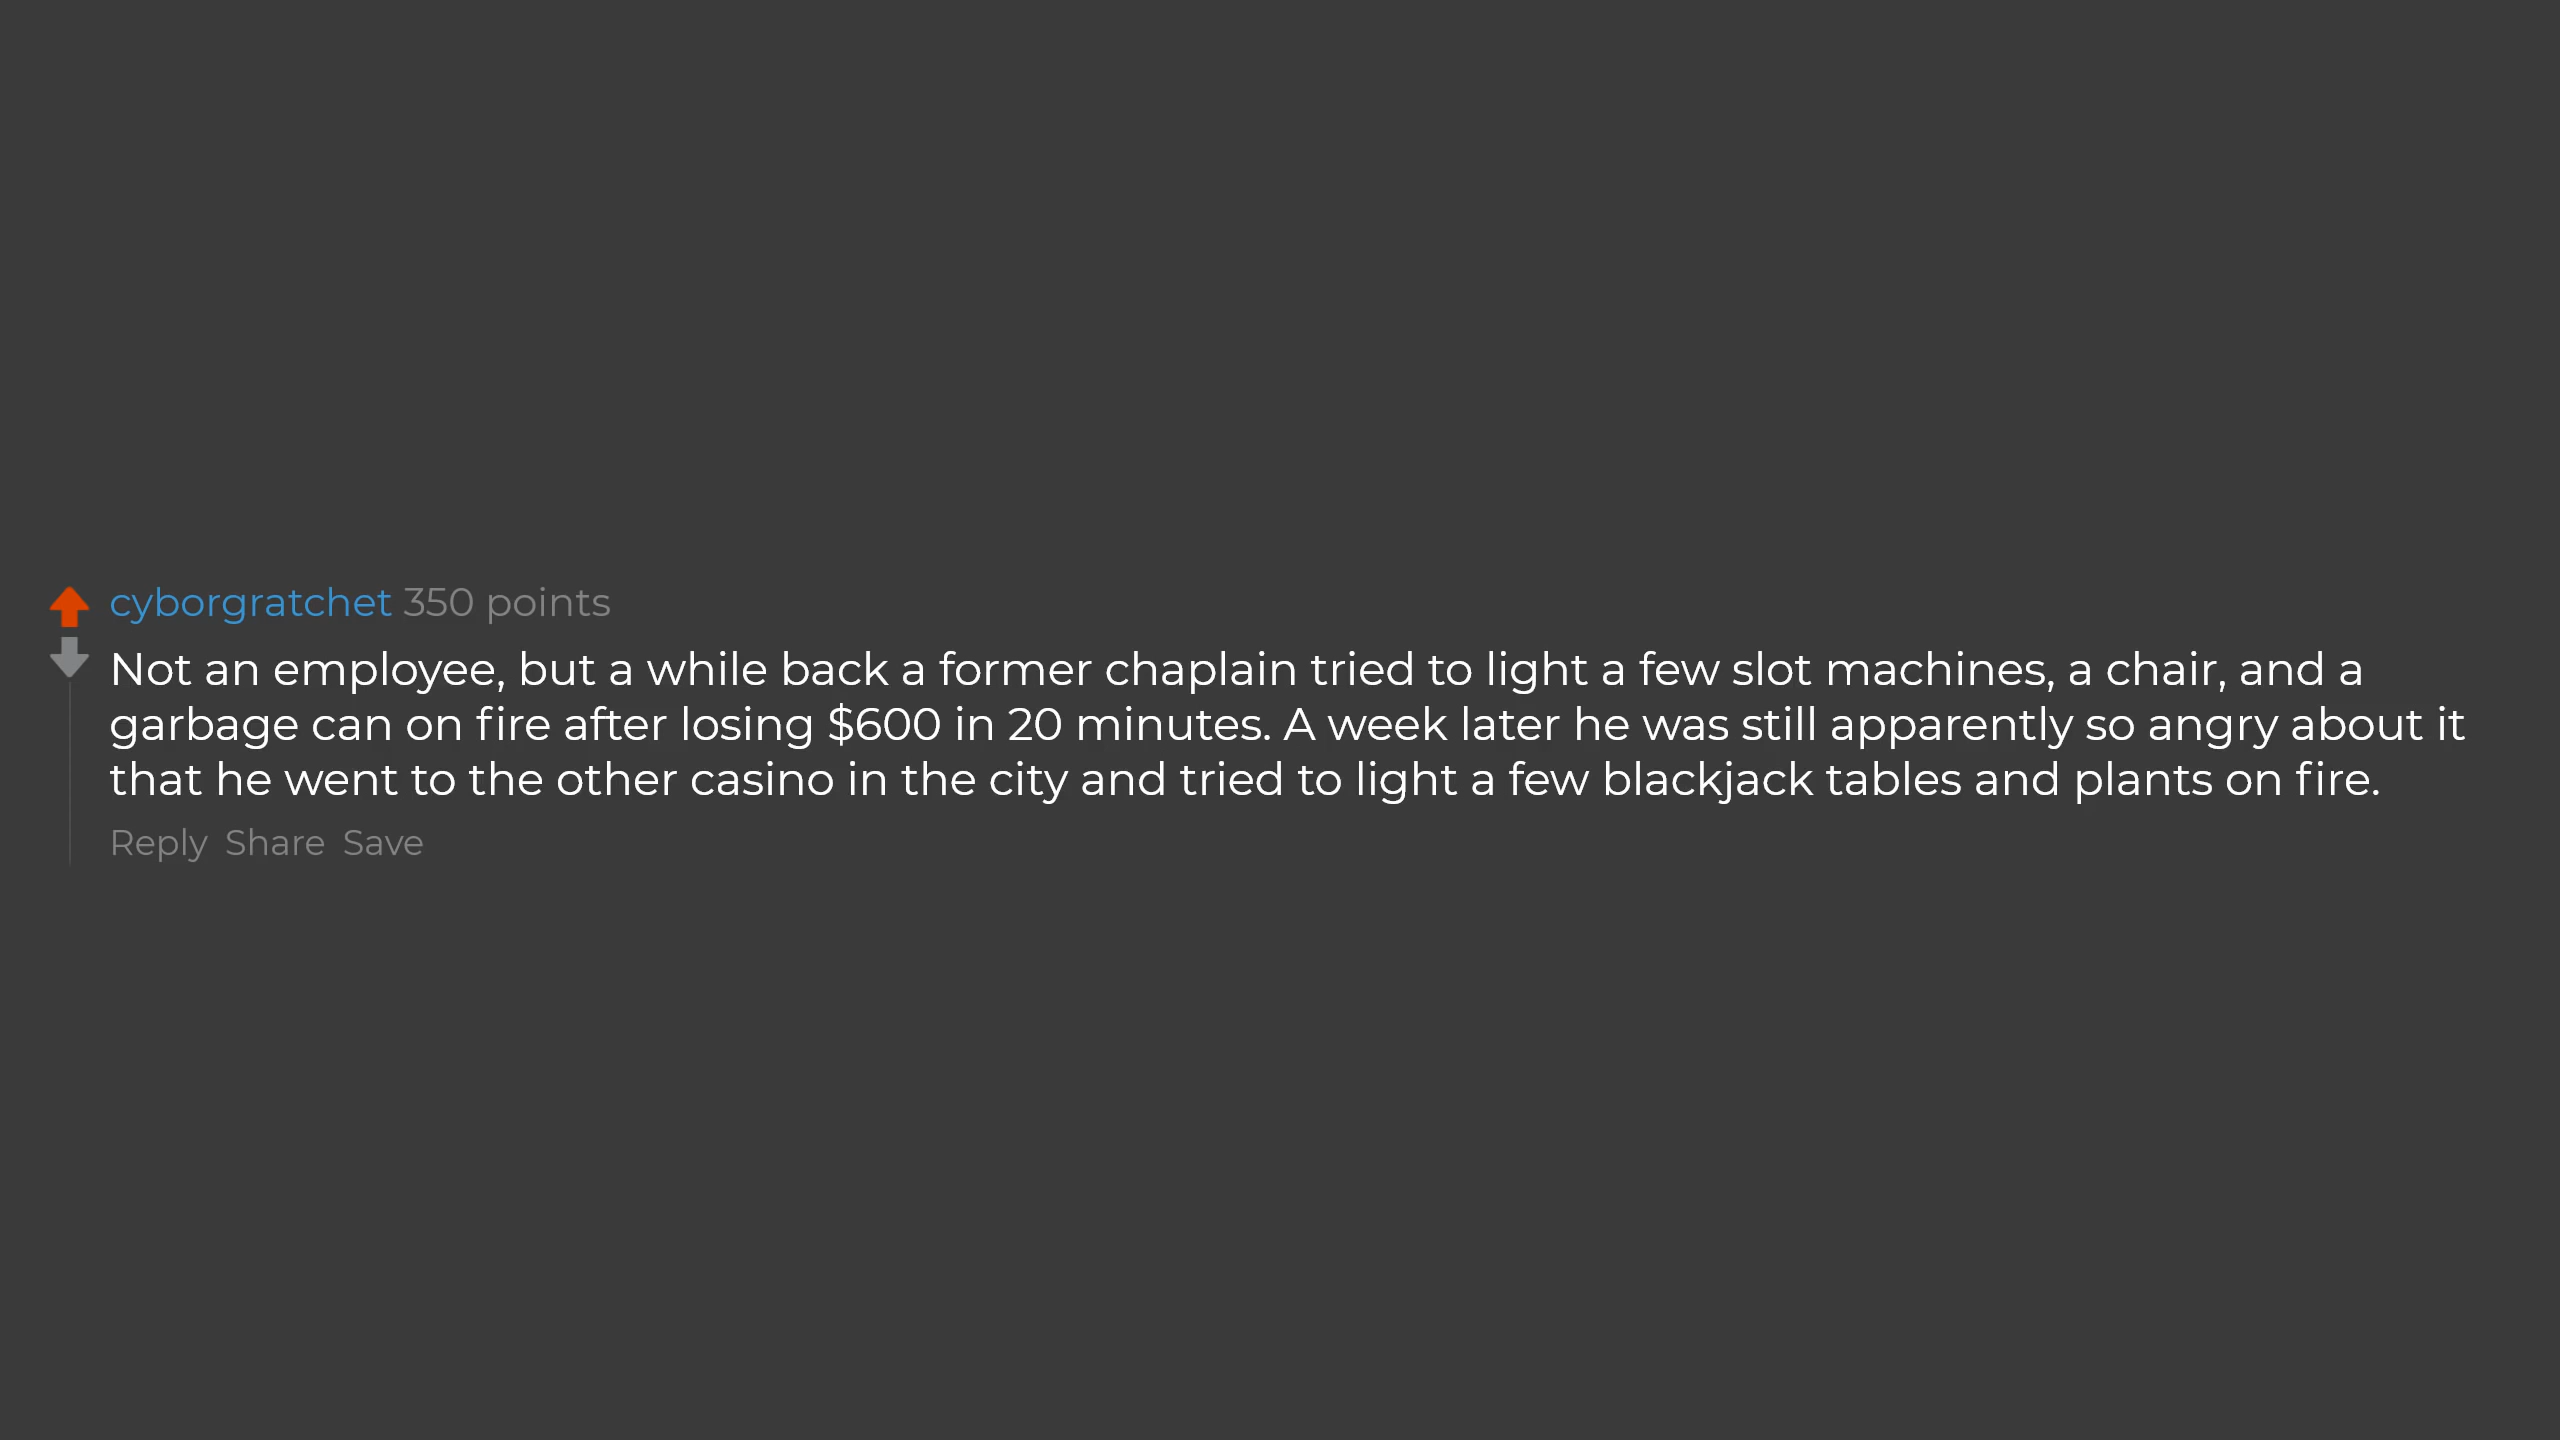 cyborgratchet 350 points
Not an employee, but a while back a former chaplain tried to light a few slot machines, a chair, and a
garbage can on fire after losing $600 in 20 minutes. A week later he was still apparently so angry about it
that he went to the other casino in the city and tried to light a few blackjack tables and plants on fire.
Reply Share Save